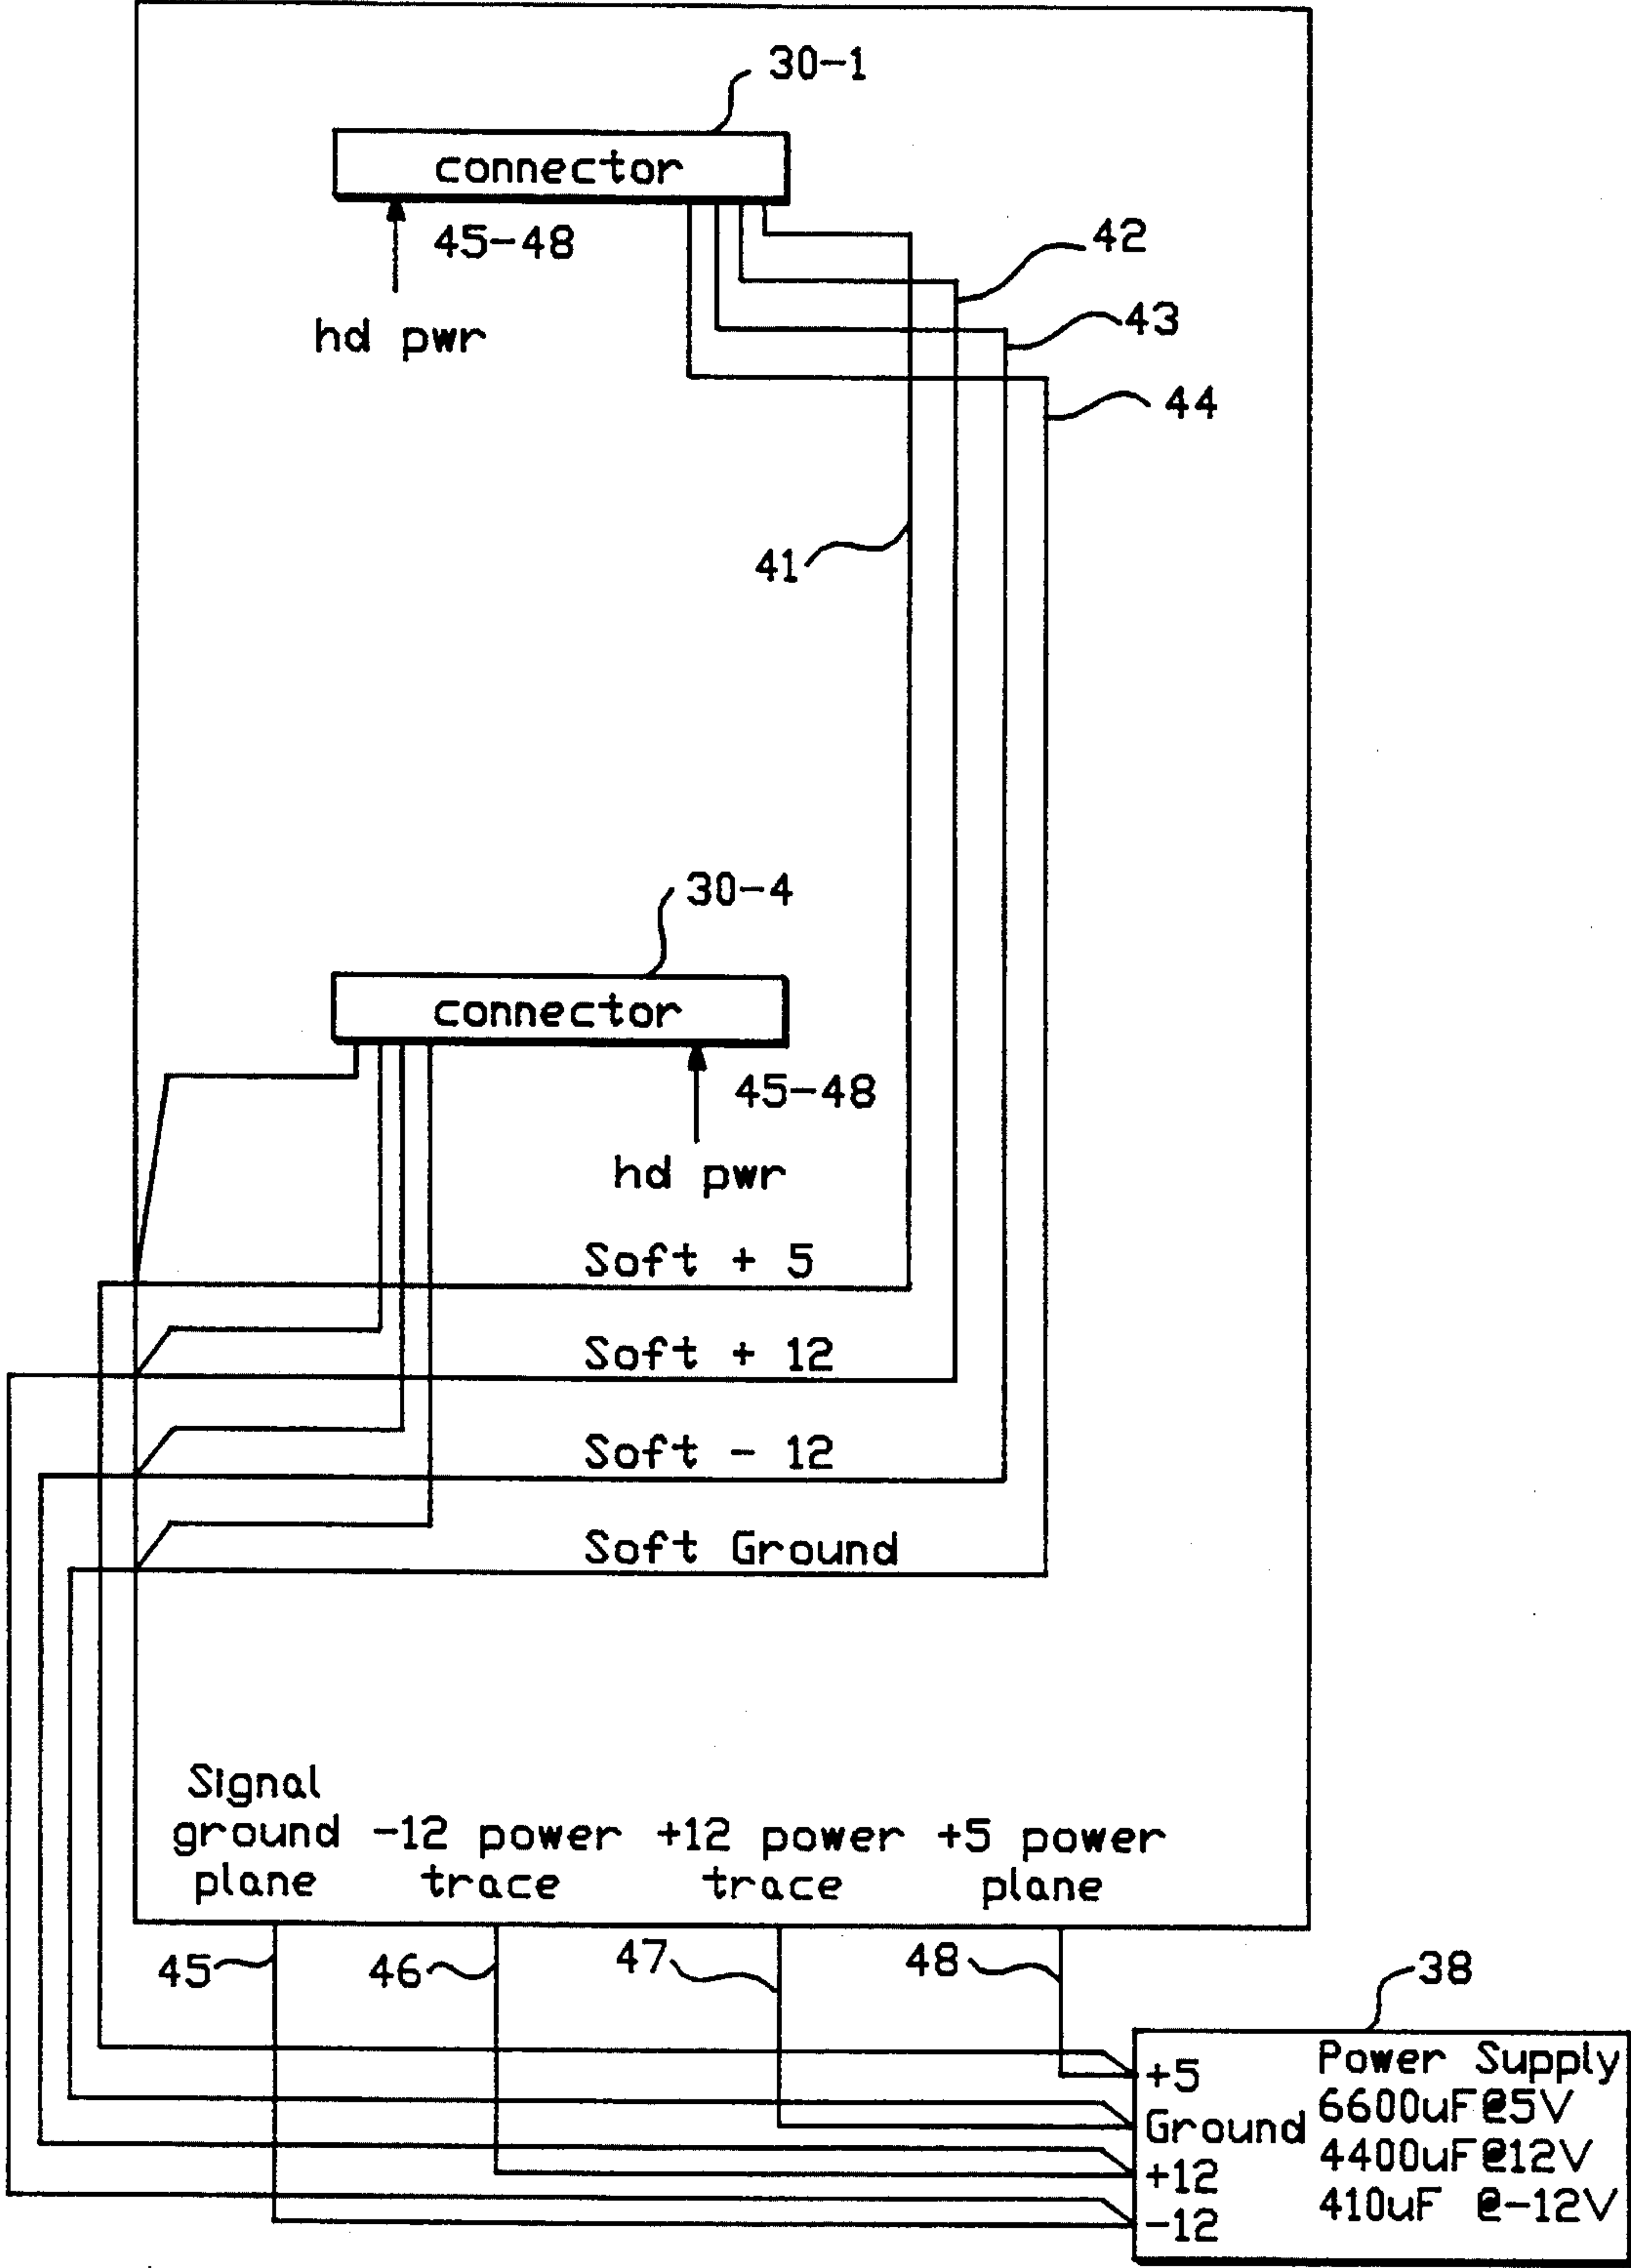 30-1
connector
45-48
hd pwr
42
43
44
41
30-4
connector
45-48
hd pwr
Soft + 5
Soft + 12
Soft - 12
Soft Ground
Signal
ground
plane
-12 power
trace
+12 power
trace
+5 power
plane
45
46
47
48
38
Power Supply
+5
6600uF@5V
Ground
4400uF@12V
+12
410uF @-12V
-12